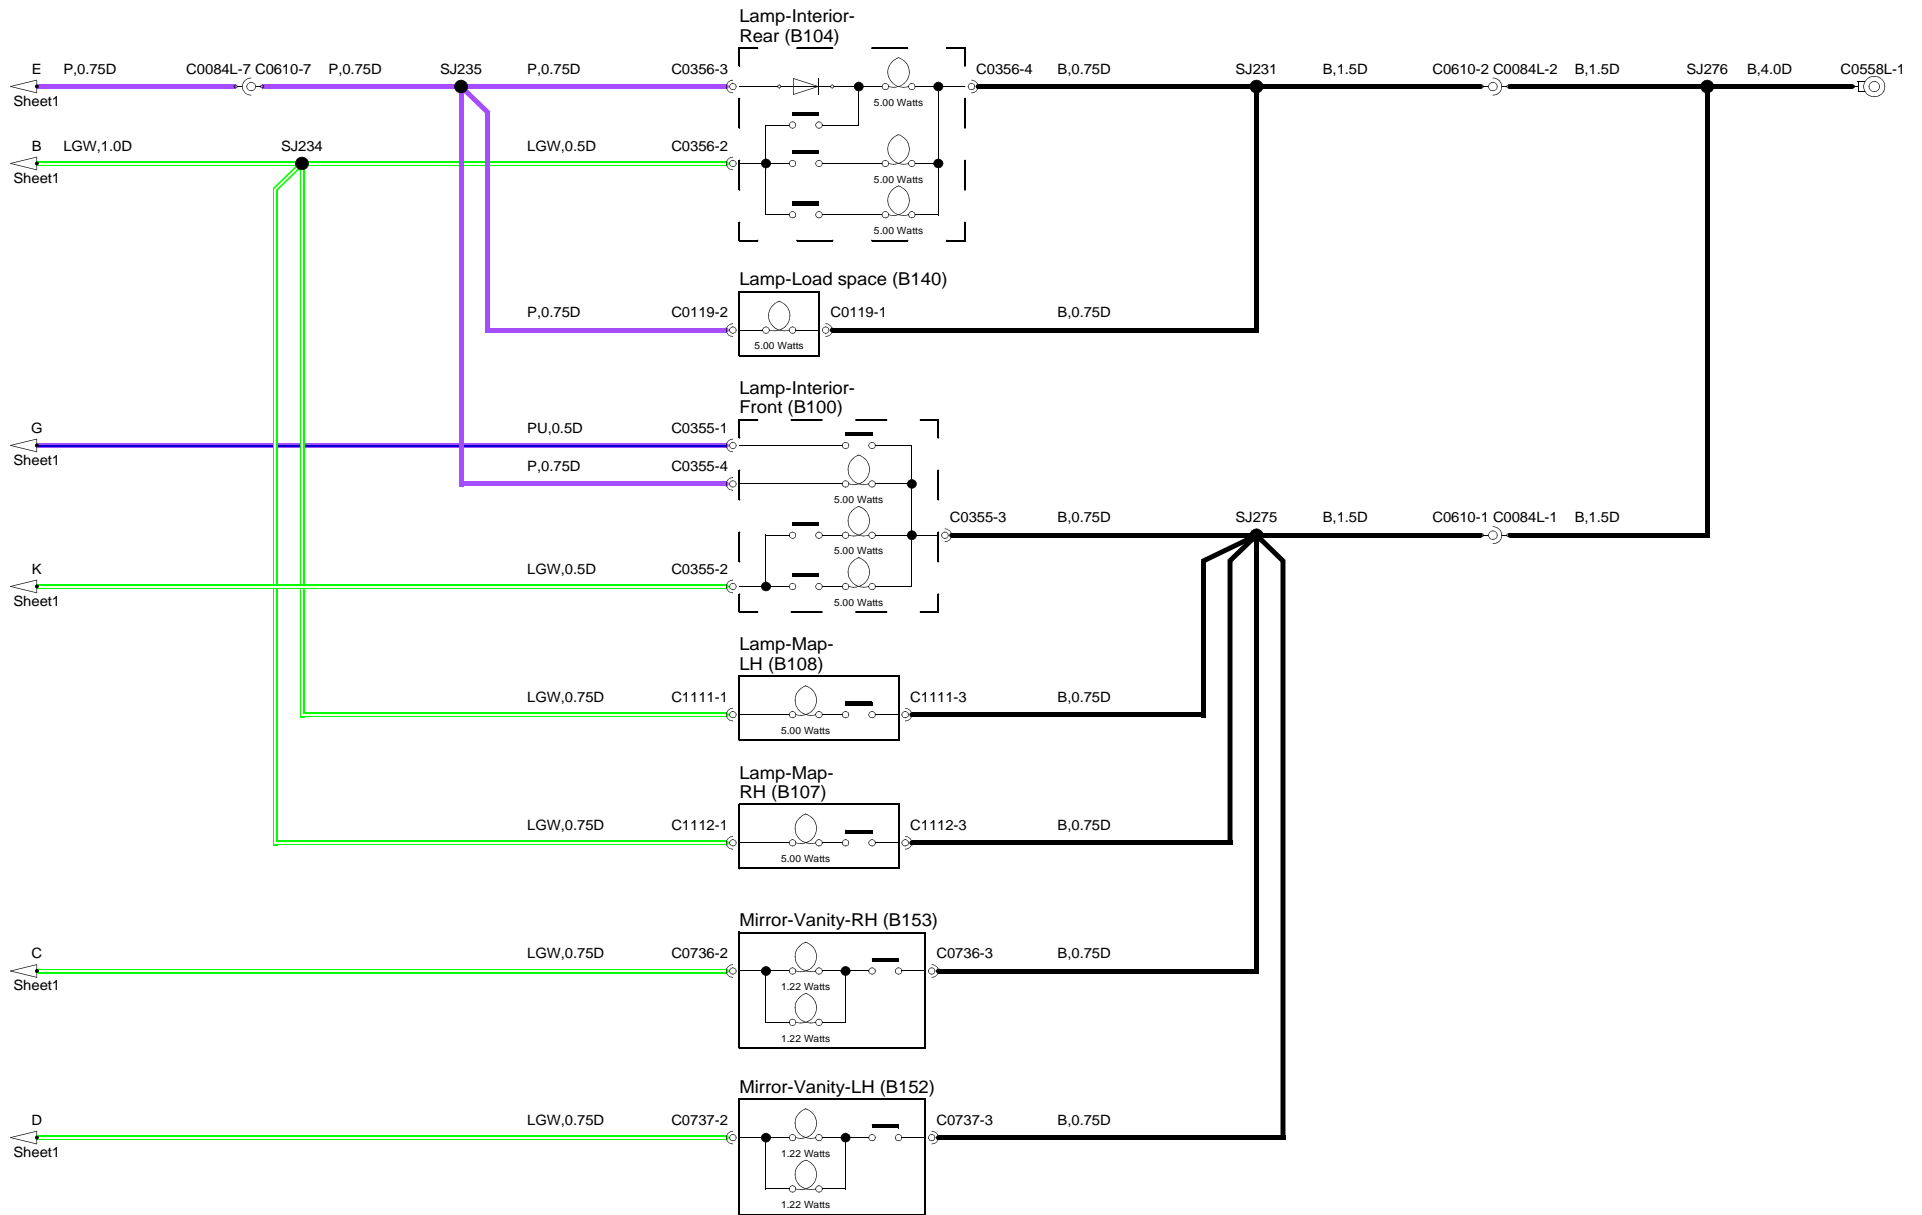 Lamp-Interior-
Rear (B104)
E P,0.75D C0084L-7 C0610-7 P,0.75D SJ235 P,0.75D C0356-3 C0356-4 B,0.75D SJ231 B,1.5D C0610-2 C0084L-2 B,1.5D SJ276 B,4.0D C0558L-1
Sheet1
5.00 Watts
B LGW,1.0D SJ234 LGW,0.5D C0356-2
Sheet1
5.00 Watts
5.00 Watts
Lamp-Load space (B140)
P,0.75D C0119-2 C0119-1 B,0.75D
5.00 Watts
Lamp-Interior-
Front (B100)
G PU,0.5D C0355-1
Sheet1
P,0.75D C0355-4
5.00 Watts
C0355-3 B,0.75D SJ275 B,1.5D C0610-1 C0084L-1 B,1.5D
5.00 Watts
K LGW,0.5D C0355-2
Sheet1
5.00 Watts
Lamp-Map-
LH (B108)
LGW,0.75D C1111-1 C1111-3 B,0.75D
5.00 Watts
Lamp-Map-
RH (B107)
LGW,0.75D C1112-1 C1112-3 B,0.75D
5.00 Watts
Mirror-Vanity-RH (B153)
C LGW,0.75D C0736-2 C0736-3 B,0.75D
Sheet1
1.22 Watts
1.22 Watts
Mirror-Vanity-LH (B152)
D LGW,0.75D C0737-2 C0737-3 B,0.75D
Sheet1
1.22 Watts
1.22 Watts